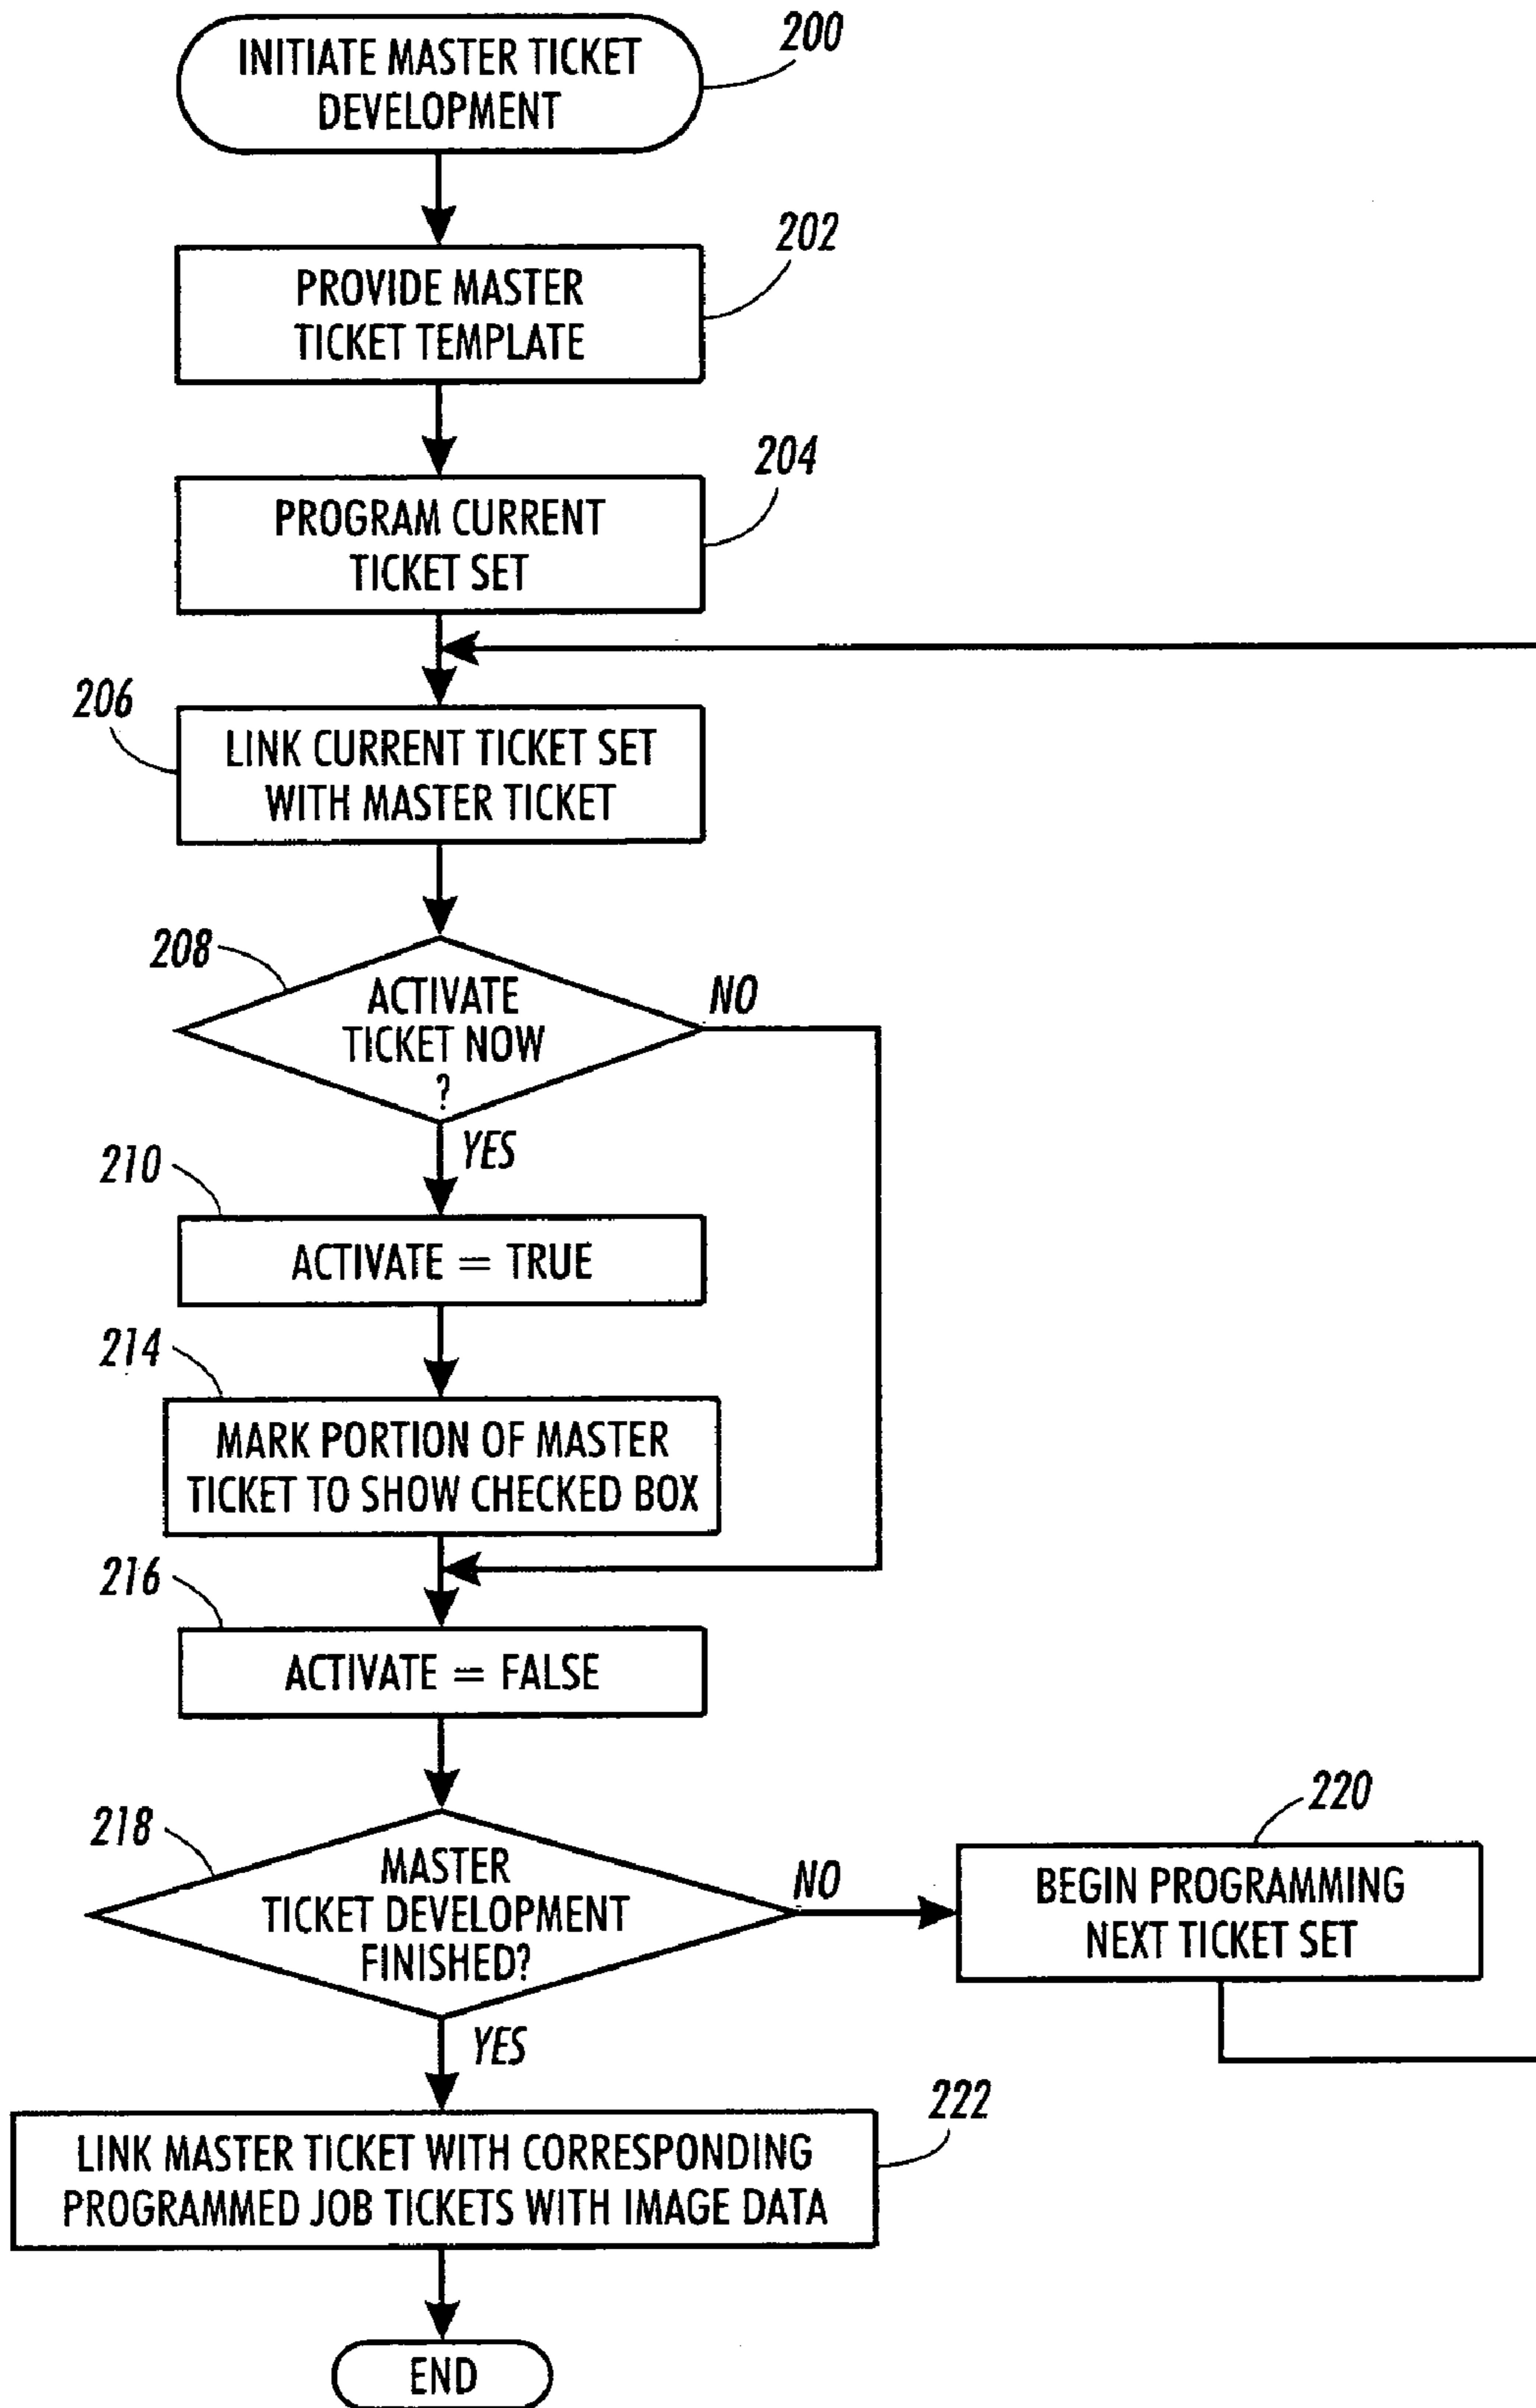 INITIATE MASTER TICKET
DEVELOPMENT
200
PROVIDE MASTER
TICKET TEMPLATE
202
PROGRAM CURRENT
TICKET SET
204
206
LINK CURRENT TICKET SET
WITH MASTER TICKET
208
ACTIVATE
TICKET NOW
?
NO
YES
210
ACTIVATE = TRUE
214
MARK PORTION OF MASTER
TICKET TO SHOW CHECKED BOX
216
ACTIVATE = FALSE
218
MASTER
TICKET DEVELOPMENT
FINISHED?
NO
220
BEGIN PROGRAMMING
NEXT TICKET SET
YES
222
LINK MASTER TICKET WITH CORRESPONDING
PROGRAMMED JOB TICKETS WITH IMAGE DATA
END